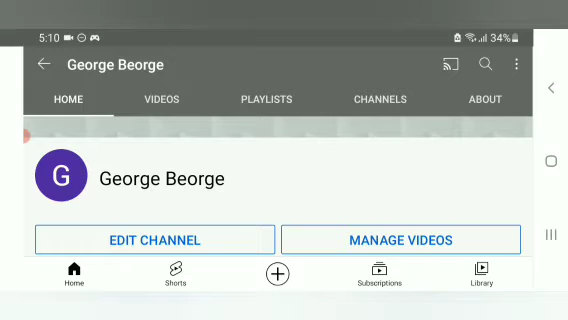 5:10 34%
George Beorge
HOME VIDEOS PLAYLISTS CHANNELS ABOUT
G George Beorge
EDIT CHANNEL MANAGE VIDEOS
Home Shorts Subscriptions Library